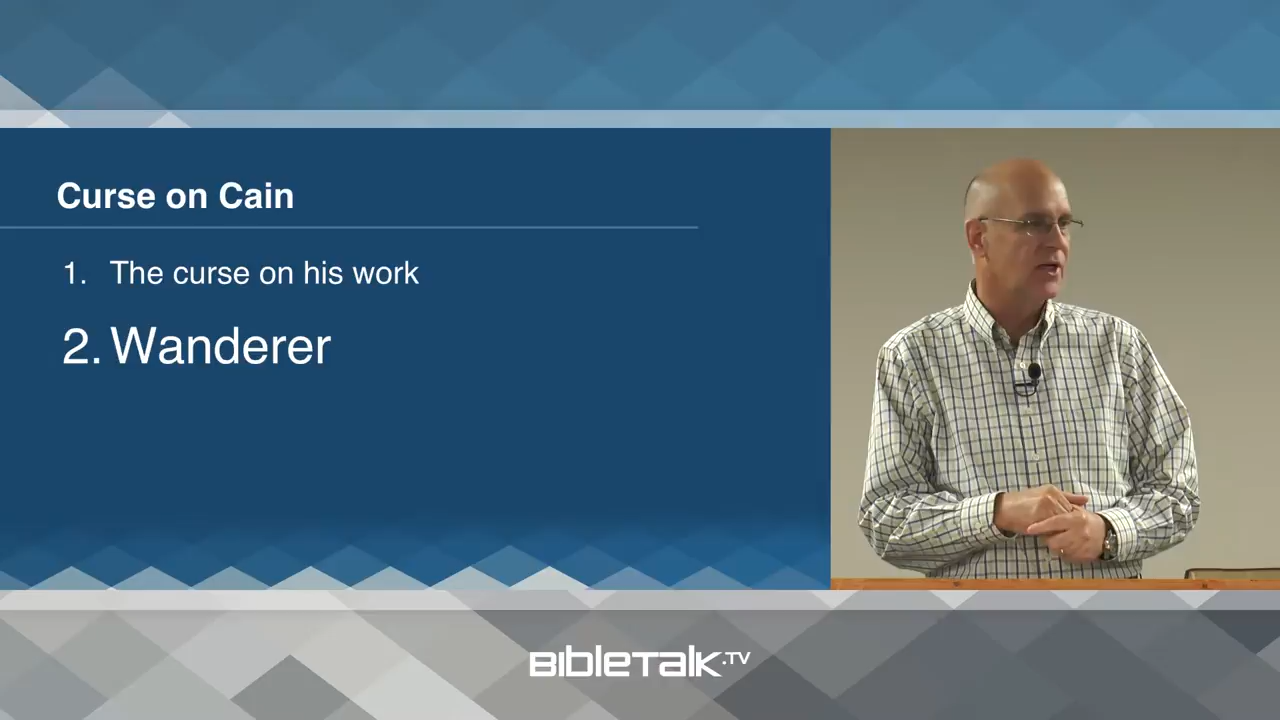 Curse on Cain
1. The curse on his work
2. Wanderer
BIBLETALK.TV